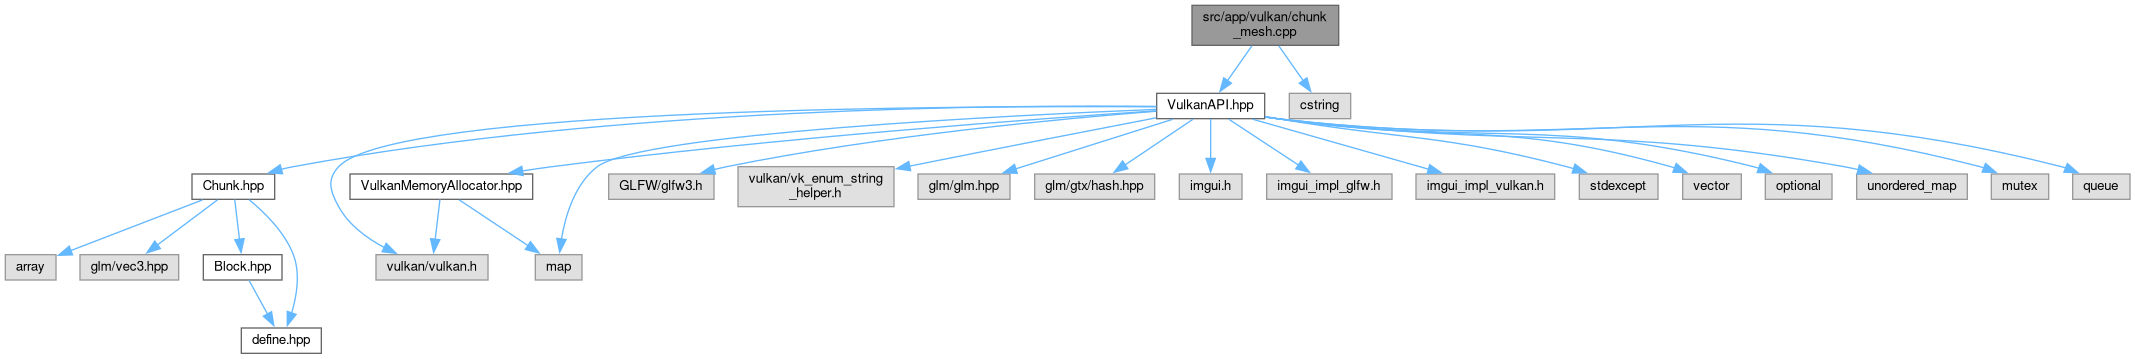 src/app/vulkan/chunk
_mesh.cpp
VulkanAPI.hpp
cstring
Chunk.hpp
VulkanMemoryAllocator.hpp
GLFW/glfw3.h
vulkan/vk_enum_string
_helper.h
glm/glm.hpp
glm/gtx/hash.hpp
imgui.h
imgui_impl_glfw.h
imgui_impl_vulkan.h
stdexcept
vector
optional
unordered_map
mutex
queue
array
glm/vec3.hpp
Block.hpp
vulkan/vulkan.h
map
define.hpp